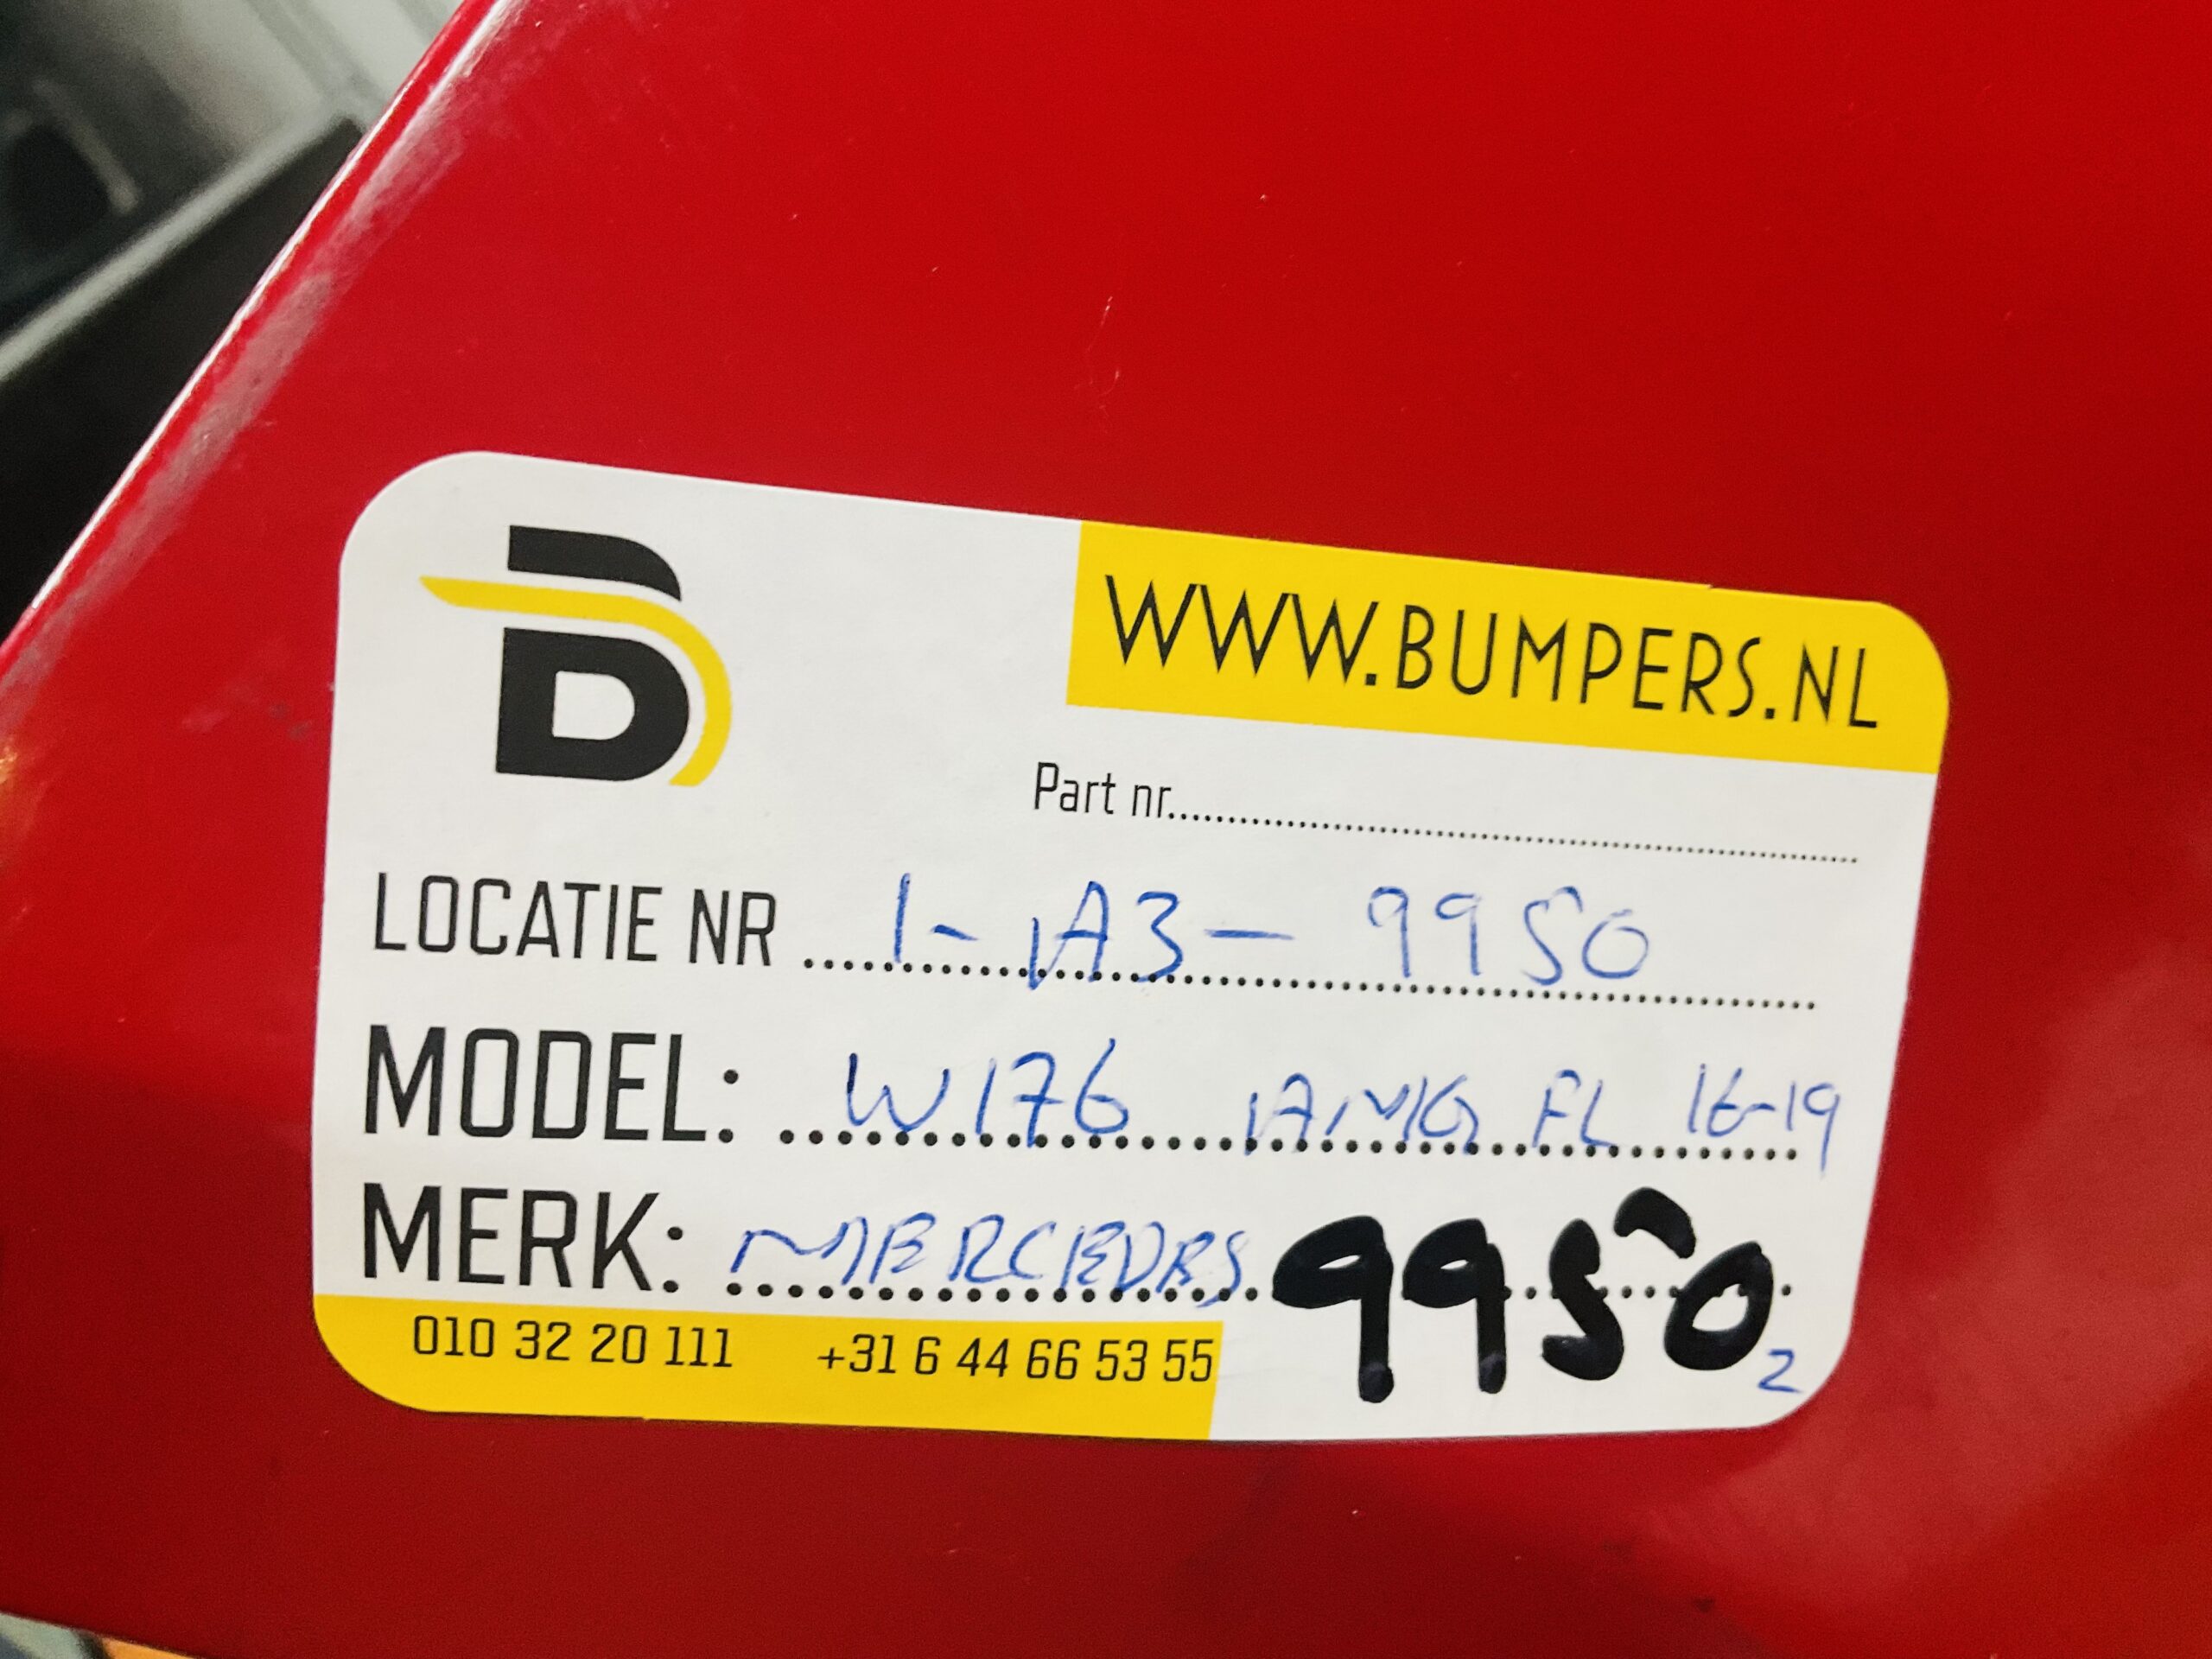 B
WWW.BUMPERS.NL
Part nr.......................
LOCATIE NR ..... 1-A3-9950
MODEL: ..... W176 AMG FL 16-19
MERK: ..... MERCEDES 9950
010 32 20 111 +31 6 44 66 53 55
2